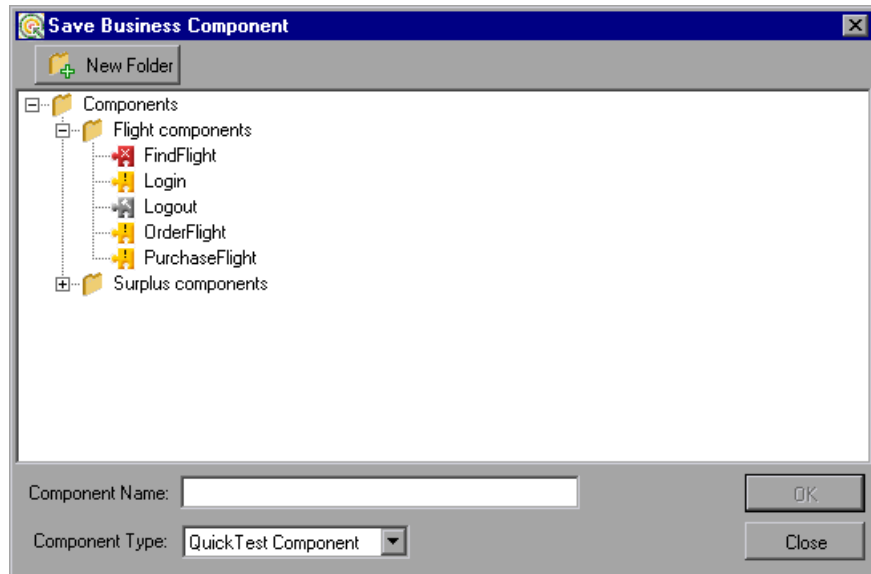 Save Business Component
New Folder
Components
Flight components
FindFlight
Login
Logout
OrderFlight
PurchaseFlight
Surplus components
Component Name:
OK
Component Type: QuickTest Component
Close